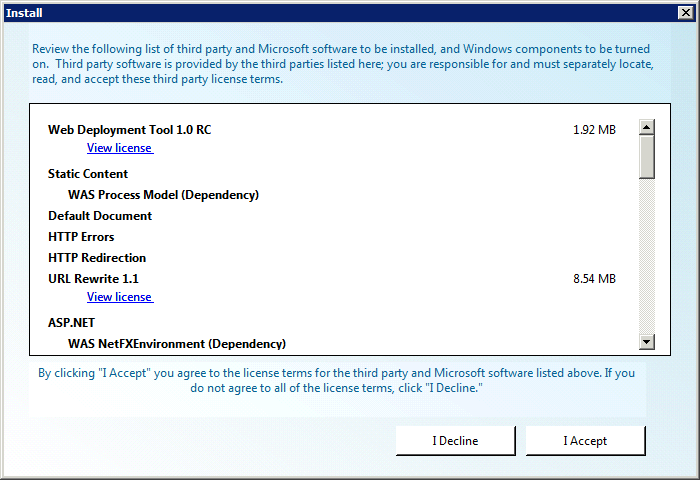 Install
Review the following list of third party and Microsoft software to be installed, and Windows components to be turned
on.  Third party software is provided by the third parties listed here; you are responsible for and must separately locate,
read, and accept these third party license terms.
Web Deployment Tool 1.0 RC 1.92 MB
View license
Static Content
WAS Process Model (Dependency)
Default Document
HTTP Errors
HTTP Redirection
URL Rewrite 1.1 8.54 MB
View license
ASP.NET
WAS NetFXEnvironment (Dependency)
By clicking "I Accept" you agree to the license terms for the third party and Microsoft software listed above. If you
do not agree to all of the license terms, click "I Decline."
I Decline I Accept